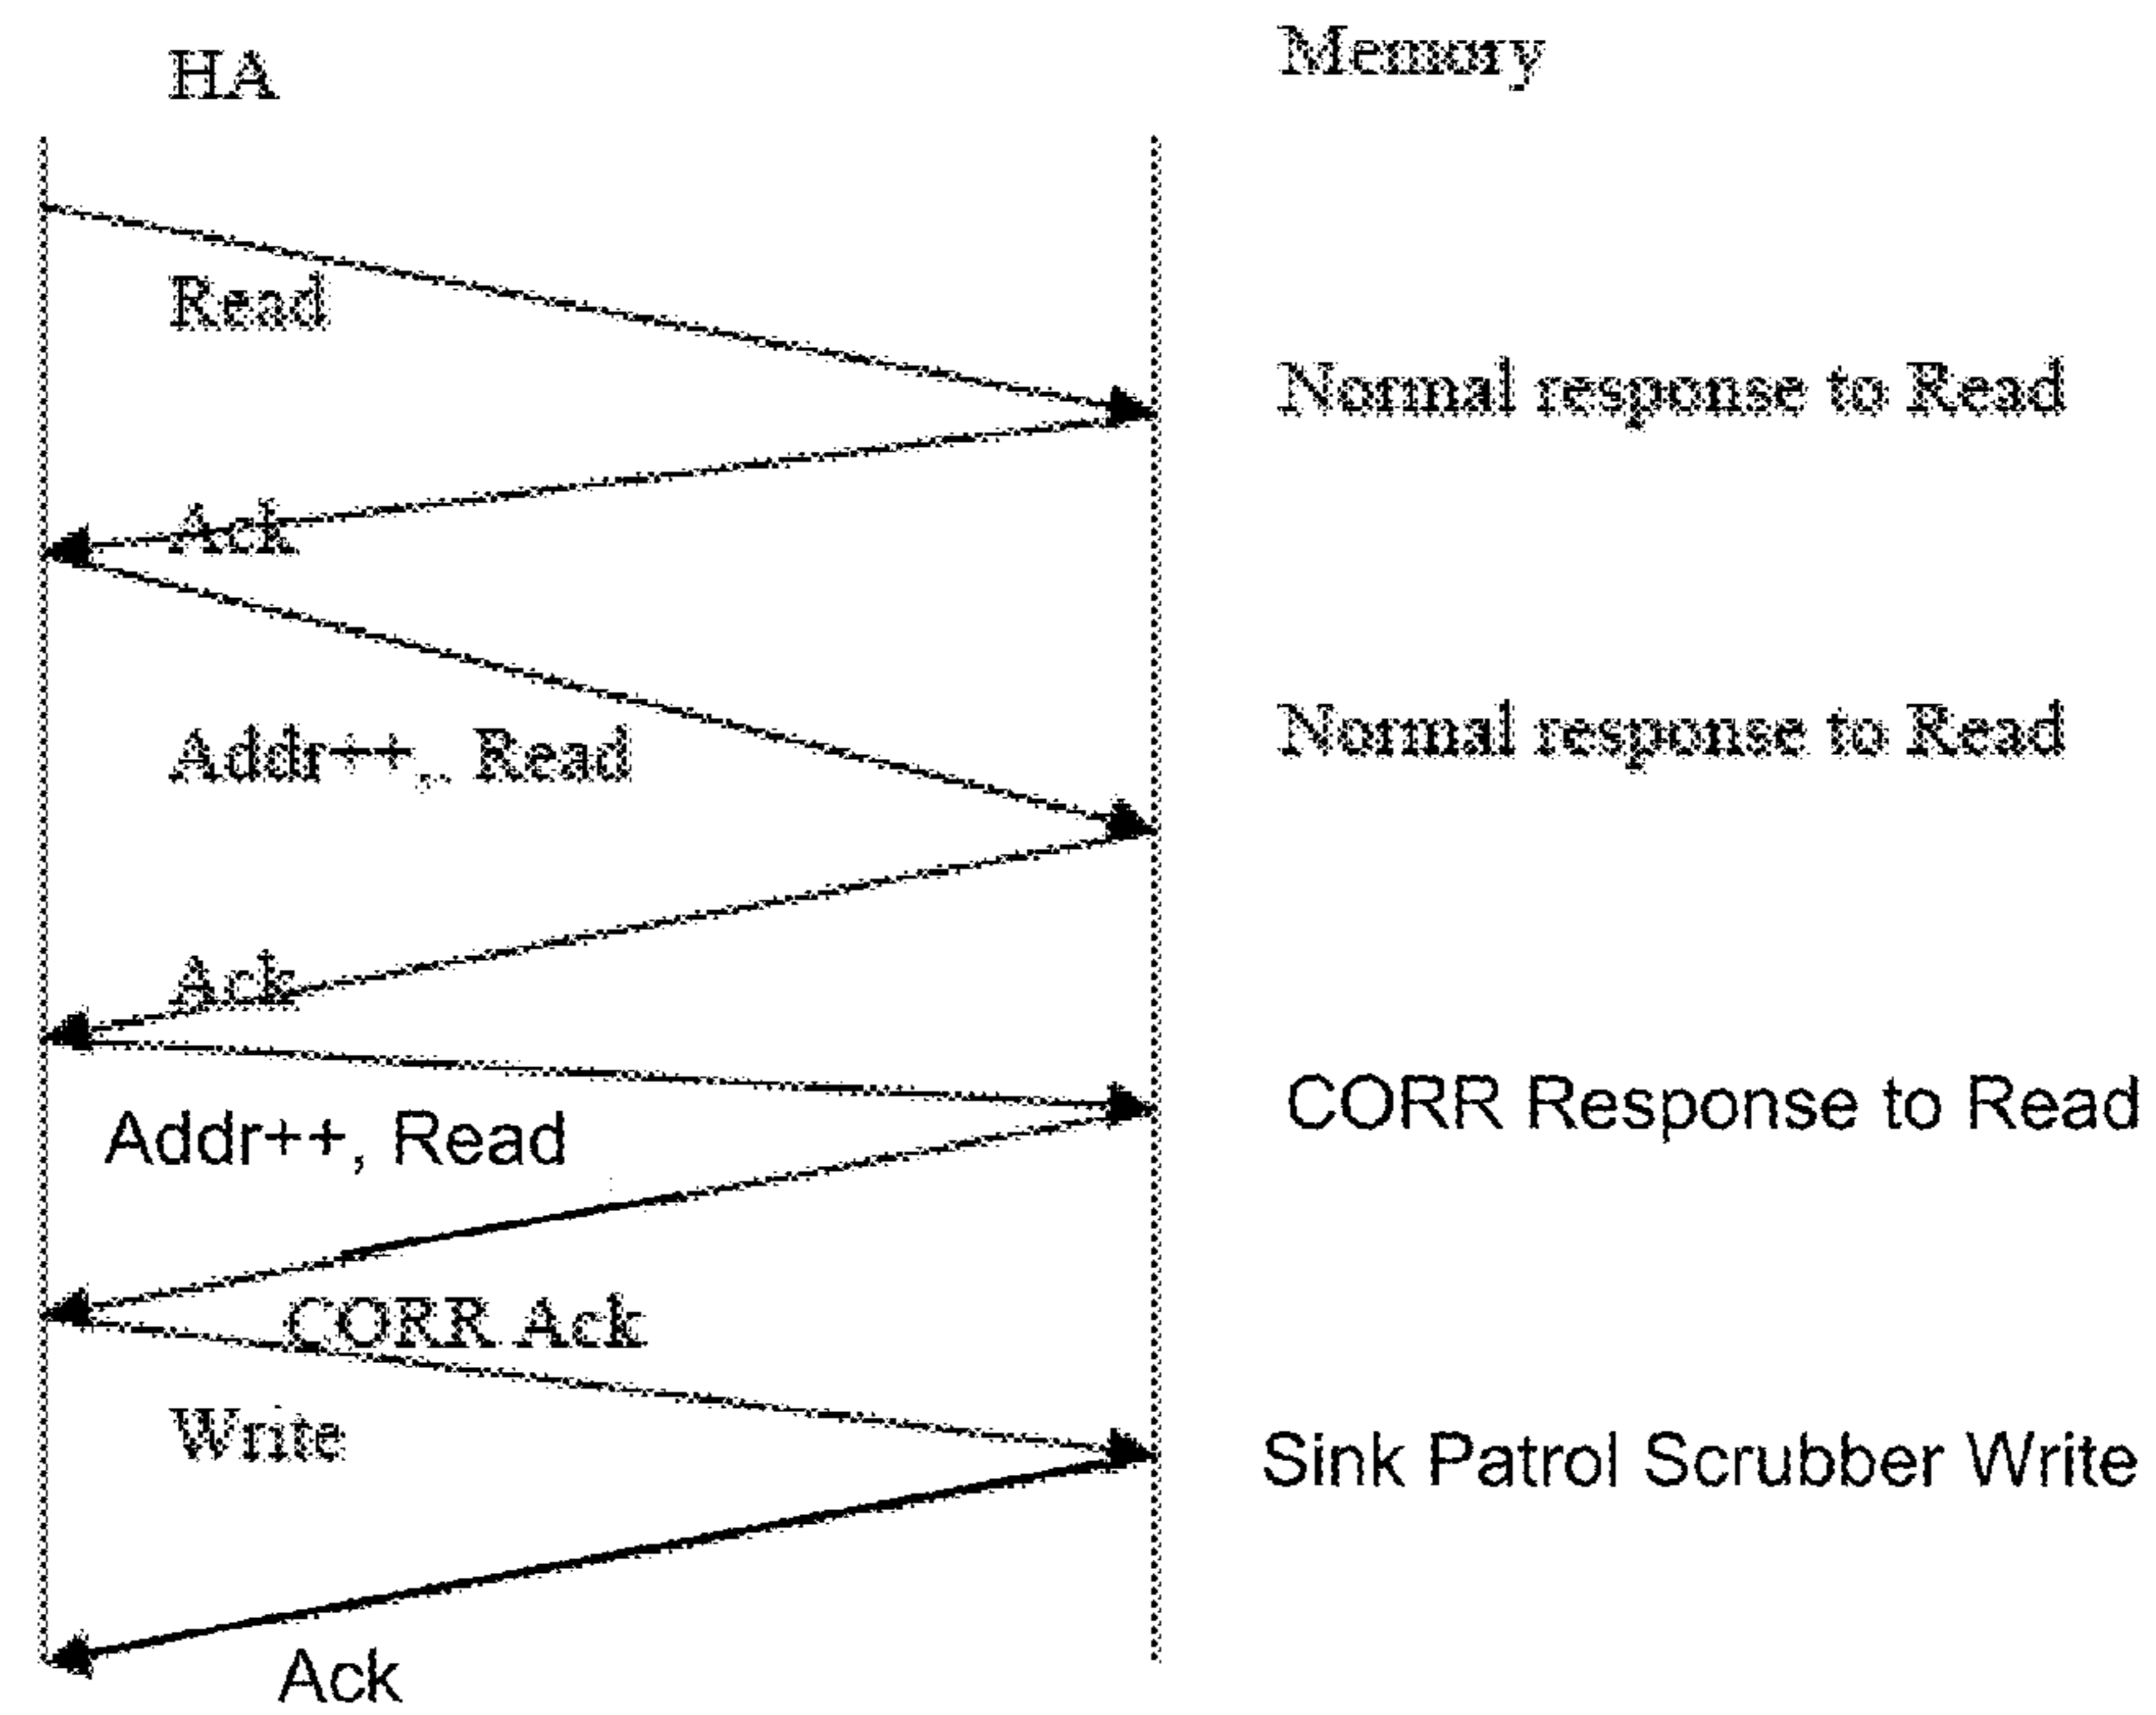 HA
Memory
Read
Normal response to Read
Ack
Addr++, Read
Normal response to Read
Ack
Addr++, Read
CORR Response to Read
CORR Ack
Write
Sink Patrol Scrubber Write
Ack